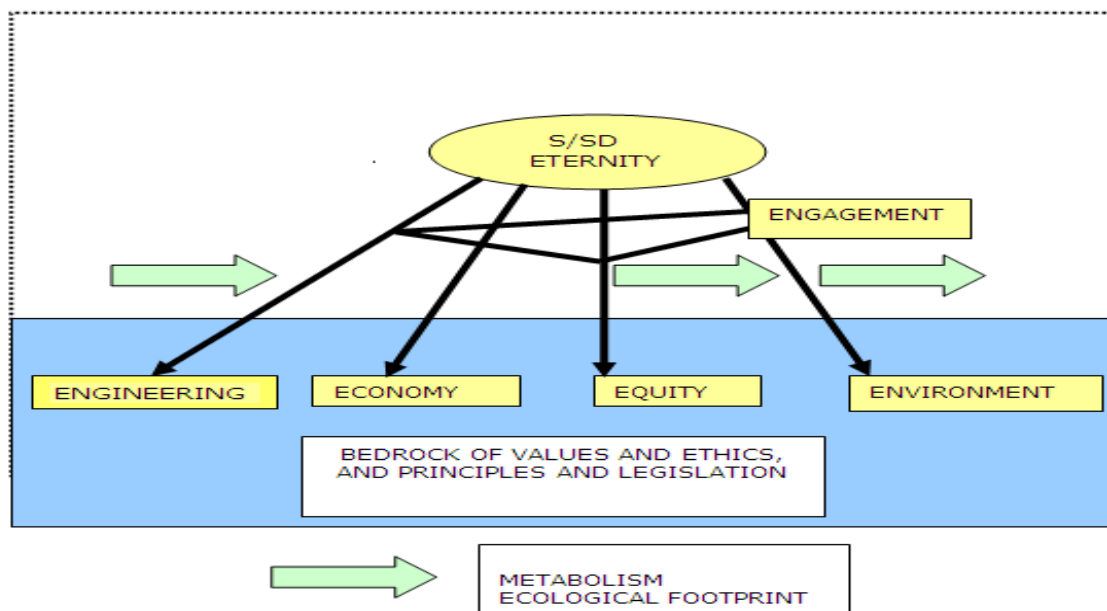 S/SD
ETERNITY
ENGAGEMENT
ENGINEERING
ECONOMY
EQUITY
ENVIRONMENT
BEDROCK OF VALUES AND ETHICS,
AND PRINCIPLES AND LEGISLATION
METABOLISM
ECOLOGICAL FOOTPRINT